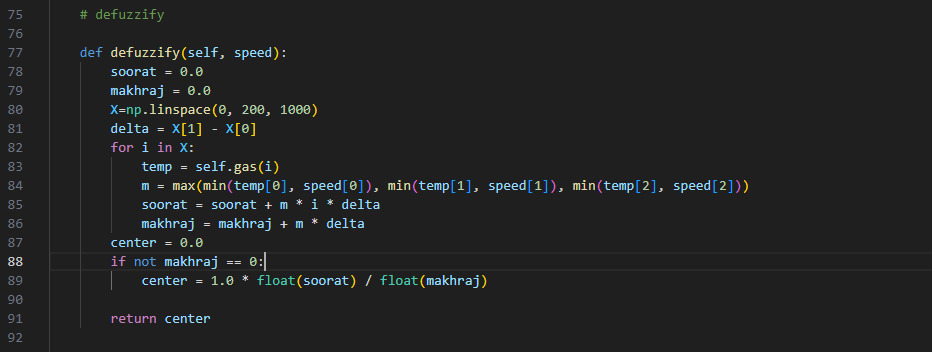 75 # defuzzify
76
77 def defuzzify(self, speed):
78 soorat = 0.0
79 makhraj = 0.0
80 X=np.linspace(0, 200, 1000)
81 delta = X[1] - X[0]
82 for i in X:
83 temp = self.gas(i)
84 m = max(min(temp[0], speed[0]), min(temp[1], speed[1]), min(temp[2], speed[2]))
85 soorat = soorat + m * i * delta
86 makhraj = makhraj + m * delta
87 center = 0.0
88 if not makhraj == 0:
89 center = 1.0 * float(soorat) / float(makhraj)
90
91 return center
92